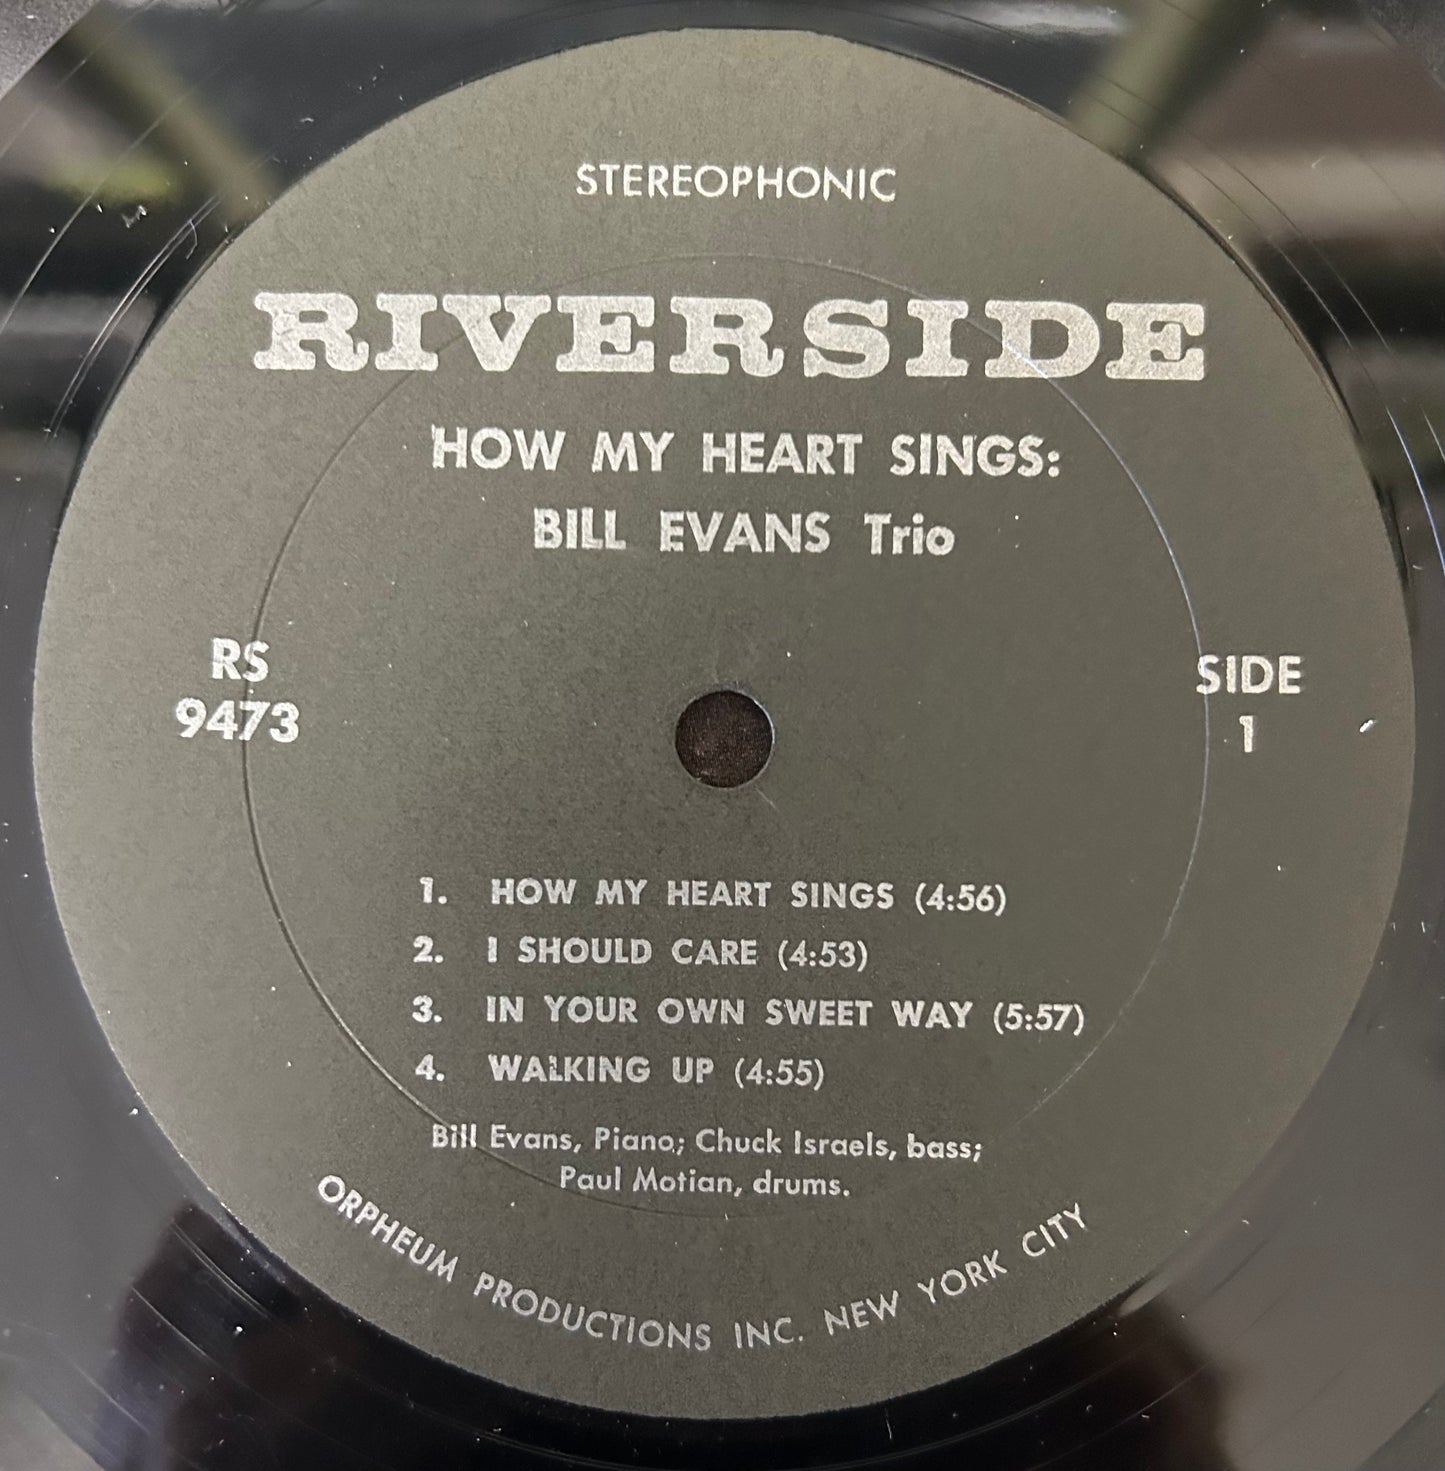 STEREOPHONIC
RIVERSIDE
HOW MY HEART SINGS:
BILL EVANS Trio
RS
9473
SIDE
1
1. HOW MY HEART SINGS (4:56)
2. I SHOULD CARE (4:53)
3. IN YOUR OWN SWEET WAY (5:57)
4. WALKING UP (4:55)
Bill Evans, Piano; Chuck Israels, bass;
Paul Motian, drums.
ORPHEUM PRODUCTIONS INC. NEW YORK CITY